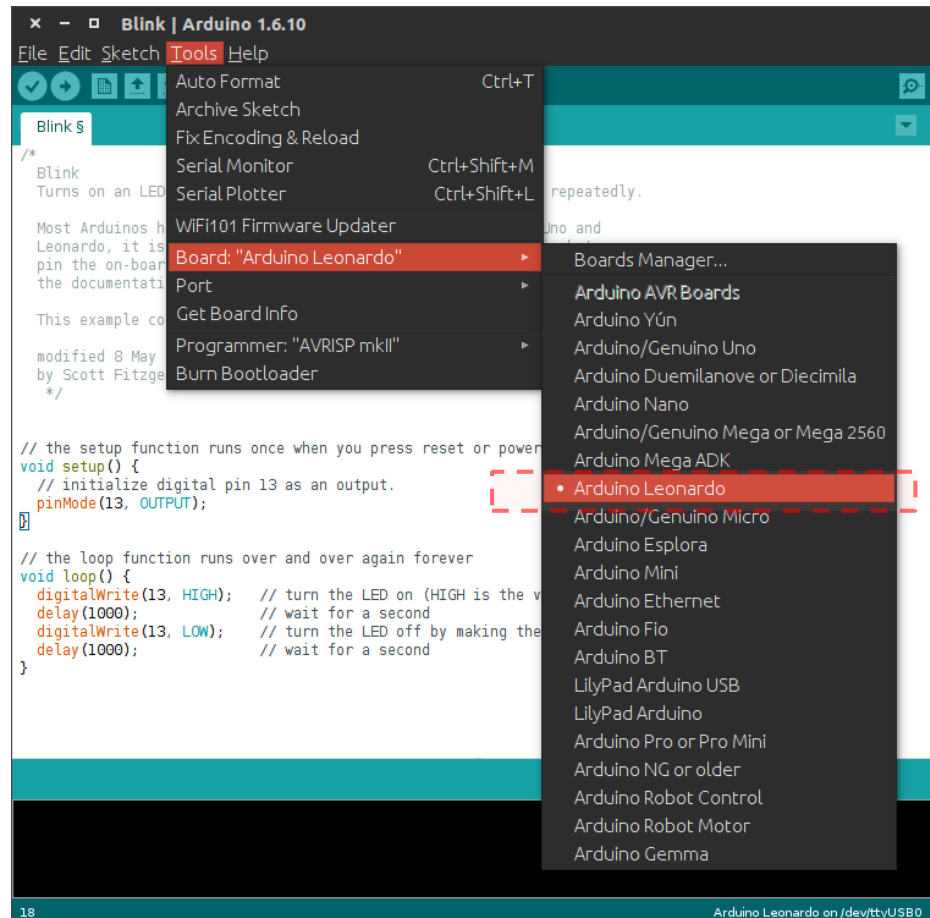 Blink | Arduino 1.6.10
File Edit Sketch Tools Help
Auto Format Ctrl+T
Archive Sketch
Fix Encoding & Reload
Serial Monitor Ctrl+Shift+M
Serial Plotter Ctrl+Shift+L
WiFi101 Firmware Updater
Board: "Arduino Leonardo"
Port
Get Board Info
Programmer: "AVRISP mkII"
Burn Bootloader
Boards Manager...
Arduino AVR Boards
Arduino Yún
Arduino/Genuino Uno
Arduino Duemilanove or Diecimila
Arduino Nano
Arduino/Genuino Mega or Mega 2560
Arduino Mega ADK
• Arduino Leonardo
Arduino/Genuino Micro
Arduino Esplora
Arduino Mini
Arduino Ethernet
Arduino Fio
Arduino BT
LilyPad Arduino USB
LilyPad Arduino
Arduino Pro or Pro Mini
Arduino NG or older
Arduino Robot Control
Arduino Robot Motor
Arduino Gemma
Blink §
/*
Blink
Turns on an LED repeatedly.
Most Arduinos h Uno and
Leonardo, it is
pin the on-boar
the documentati
This example co
modified 8 May
by Scott Fitzge
*/
// the setup function runs once when you press reset or power
void setup() {
// initialize digital pin 13 as an output.
pinMode(13, OUTPUT);
}
// the loop function runs over and over again forever
void loop() {
digitalWrite(13, HIGH); // turn the LED on (HIGH is the v
delay(1000); // wait for a second
digitalWrite(13, LOW); // turn the LED off by making the
delay(1000); // wait for a second
}
18 Arduino Leonardo on /dev/ttyUSB0